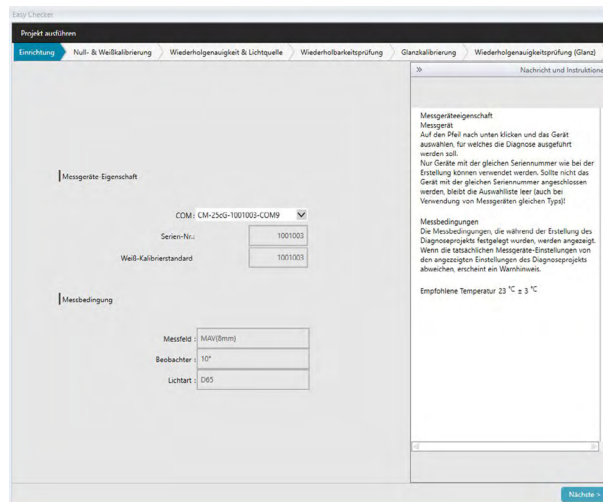 Easy Checker
Projekt ausführen
Einrichtung
Null- & Weißkalibrierung
Wiederholgenauigkeit & Lichtquelle
Wiederholbarkeitsprüfung
Glanzkalibrierung
Wiederholgenauigkeitsprüfung (Glanz)
» Nachricht und Instruktione
Messgeräte-Eigenschaft
COM : CM-25cG-1001003-COM9
Serien-Nr.: 1001003
Weiß-Kalibrierstandard 1001003
Messbedingung
Messfeld : MAV(8mm)
Beobachter : 10°
Lichtart : D65
Messgeräteeigenschaft
Messgerät
Auf den Pfeil nach unten klicken und das Gerät
auswählen, für welches die Diagnose ausgeführt
werden soll.
Nur Geräte mit der gleichen Seriennummer wie bei der
Erstellung können verwendet werden. Sollte nicht das
Gerät mit der gleichen Seriennummer angeschlossen
werden, bleibt die Auswahlliste leer (auch bei
Verwendung von Messgeräten gleichen Typs)!
Messbedingungen
Die Messbedingungen, die während der Erstellung des
Diagnoseprojekts festgelegt wurden, werden angezeigt.
Wenn die tatsächlichen Messgeräte-Einstellungen von
den angezeigten Einstellungen des Diagnoseprojekts
abweichen, erscheint ein Warnhinweis.
Empfohlene Temperatur 23 °C ± 3 °C
Nächste >